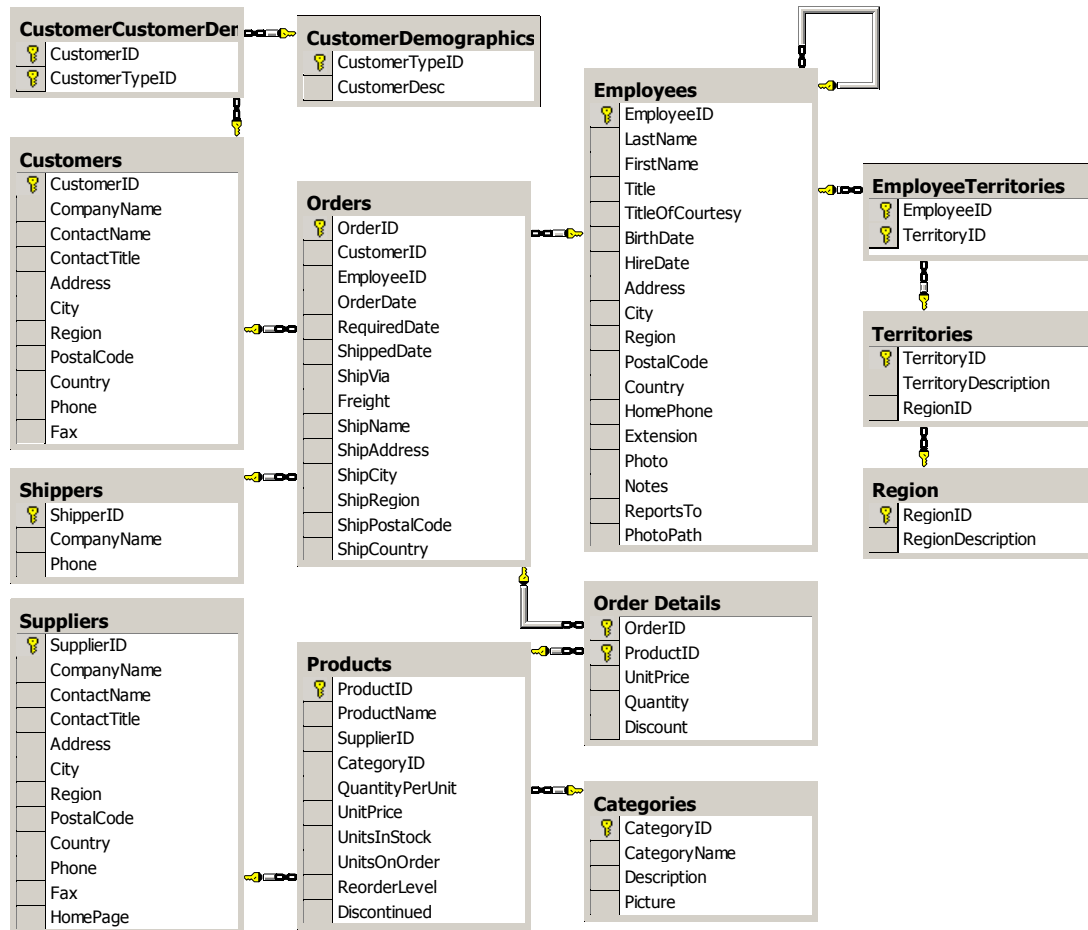 CustomerCustomerDen
CustomerID
CustomerTypeID
CustomerDemographics
CustomerTypeID
CustomerDesc
Employees
EmployeeID
LastName
FirstName
Title
TitleOfCourtesy
BirthDate
HireDate
Address
City
Region
PostalCode
Country
HomePhone
Extension
Photo
Notes
ReportsTo
PhotoPath
Customers
CustomerID
CompanyName
ContactName
ContactTitle
Address
City
Region
PostalCode
Country
Phone
Fax
Orders
OrderID
CustomerID
EmployeeID
OrderDate
RequiredDate
ShippedDate
ShipVia
Freight
ShipName
ShipAddress
ShipCity
ShipRegion
ShipPostalCode
ShipCountry
EmployeeTerritories
EmployeeID
TerritoryID
Territories
TerritoryID
TerritoryDescription
RegionID
Region
RegionID
RegionDescription
Shippers
ShipperID
CompanyName
Phone
Suppliers
SupplierID
CompanyName
ContactName
ContactTitle
Address
City
Region
PostalCode
Country
Phone
Fax
HomePage
Products
ProductID
ProductName
SupplierID
CategoryID
QuantityPerUnit
UnitPrice
UnitsInStock
UnitsOnOrder
ReorderLevel
Discontinued
Order Details
OrderID
ProductID
UnitPrice
Quantity
Discount
Categories
CategoryID
CategoryName
Description
Picture